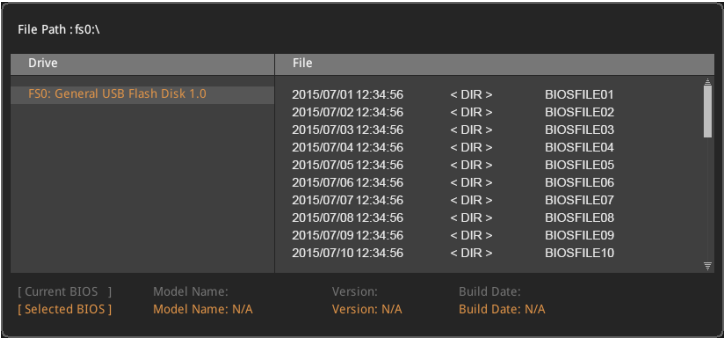 File Path : fs0:\
Drive File
FS0: General USB Flash Disk 1.0
2015/07/01 12:34:56 < DIR > BIOSFILE01
2015/07/02 12:34:56 < DIR > BIOSFILE02
2015/07/03 12:34:56 < DIR > BIOSFILE03
2015/07/04 12:34:56 < DIR > BIOSFILE04
2015/07/05 12:34:56 < DIR > BIOSFILE05
2015/07/06 12:34:56 < DIR > BIOSFILE06
2015/07/07 12:34:56 < DIR > BIOSFILE07
2015/07/08 12:34:56 < DIR > BIOSFILE08
2015/07/09 12:34:56 < DIR > BIOSFILE09
2015/07/10 12:34:56 < DIR > BIOSFILE10
[ Current BIOS ] Model Name: Version: Build Date:
[ Selected BIOS ] Model Name: N/A Version: N/A Build Date: N/A